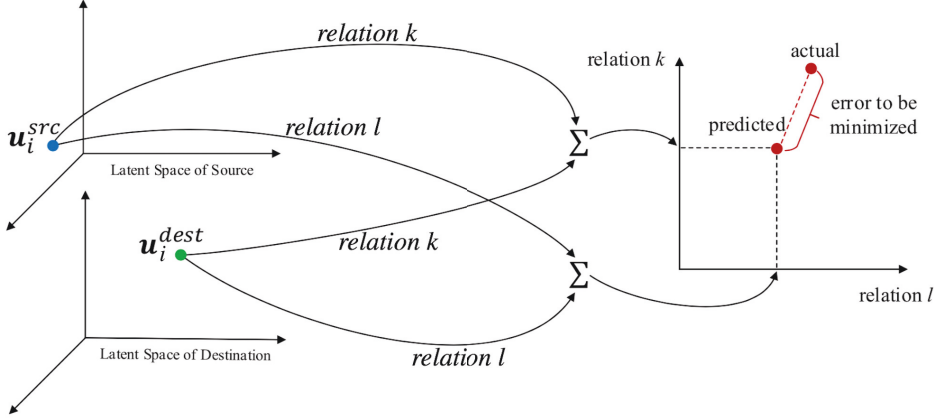 relation k
actual
relation k
error to be
minimized
predicted
u_i^{src}
relation l
Σ
Latent Space of Source
u_i^{dest}
relation k
Σ
relation l
Latent Space of Destination
relation l